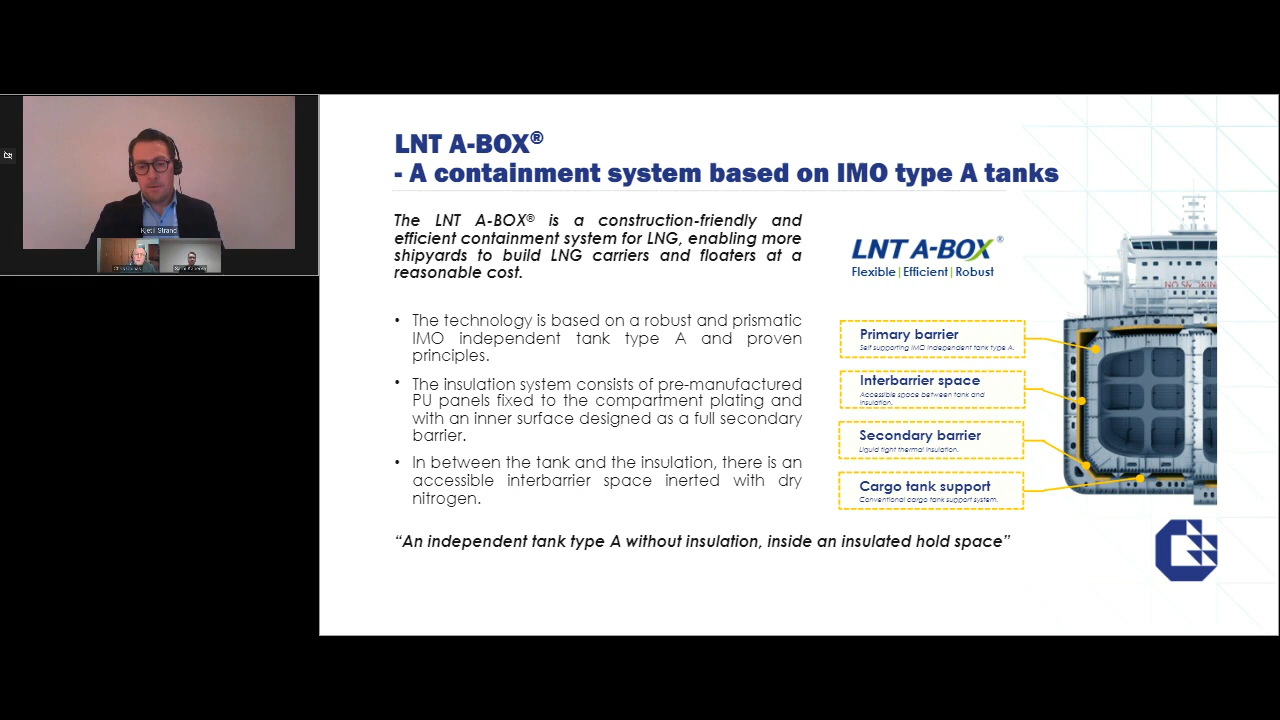 LNT A-BOX®
- A containment system based on IMO type A tanks
The LNT A-BOX® is a construction-friendly and
efficient containment system for LNG, enabling more
shipyards to build LNG carriers and floaters at a
reasonable cost.
• The technology is based on a robust and prismatic
IMO independent tank type A and proven
principles.
• The insulation system consists of pre-manufactured
PU panels fixed to the compartment plating and
with an inner surface designed as a full secondary
barrier.
• In between the tank and the insulation, there is an
accessible interbarrier space inerted with dry
nitrogen.
“An independent tank type A without insulation, inside an insulated hold space”
LNT A-BOX®
Flexible|Efficient|Robust
Primary barrier
Self supporting IMO independent tank type A.
Interbarrier space
Accessible space between tank and
insulation.
Secondary barrier
Liquid tight thermal insulation.
Cargo tank support
Conventional cargo tank support system.
NO SMOKING
Kjetil Strand